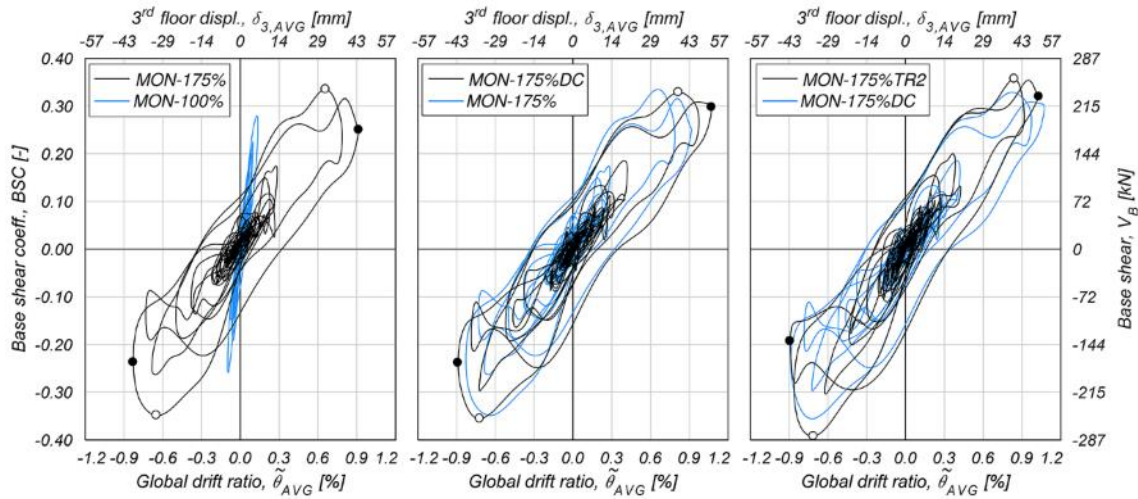 3rd floor displ., δ3,AVG [mm]
-57 -43 -29 -14 0 14 29 43 57
3rd floor displ., δ3,AVG [mm]
-57 -43 -29 -14 0 14 29 43 57
3rd floor displ., δ3,AVG [mm]
-57 -43 -29 -14 0 14 29 43 57
Base shear coeff., BSC [-]
0.40
0.30
0.20
0.10
0.00
-0.10
-0.20
-0.30
-0.40
MON-175%
MON-100%
MON-175%DC
MON-175%
MON-175%TR2
MON-175%DC
287
215
144
72
0
-72
-144
-215
-287
Base shear, VB [kN]
-1.2 -0.9 -0.6 -0.3 0.0 0.3 0.6 0.9 1.2
Global drift ratio, θ̃AVG [%]
-1.2 -0.9 -0.6 -0.3 0.0 0.3 0.6 0.9 1.2
Global drift ratio, θ̃AVG [%]
-1.2 -0.9 -0.6 -0.3 0.0 0.3 0.6 0.9 1.2
Global drift ratio, θ̃AVG [%]